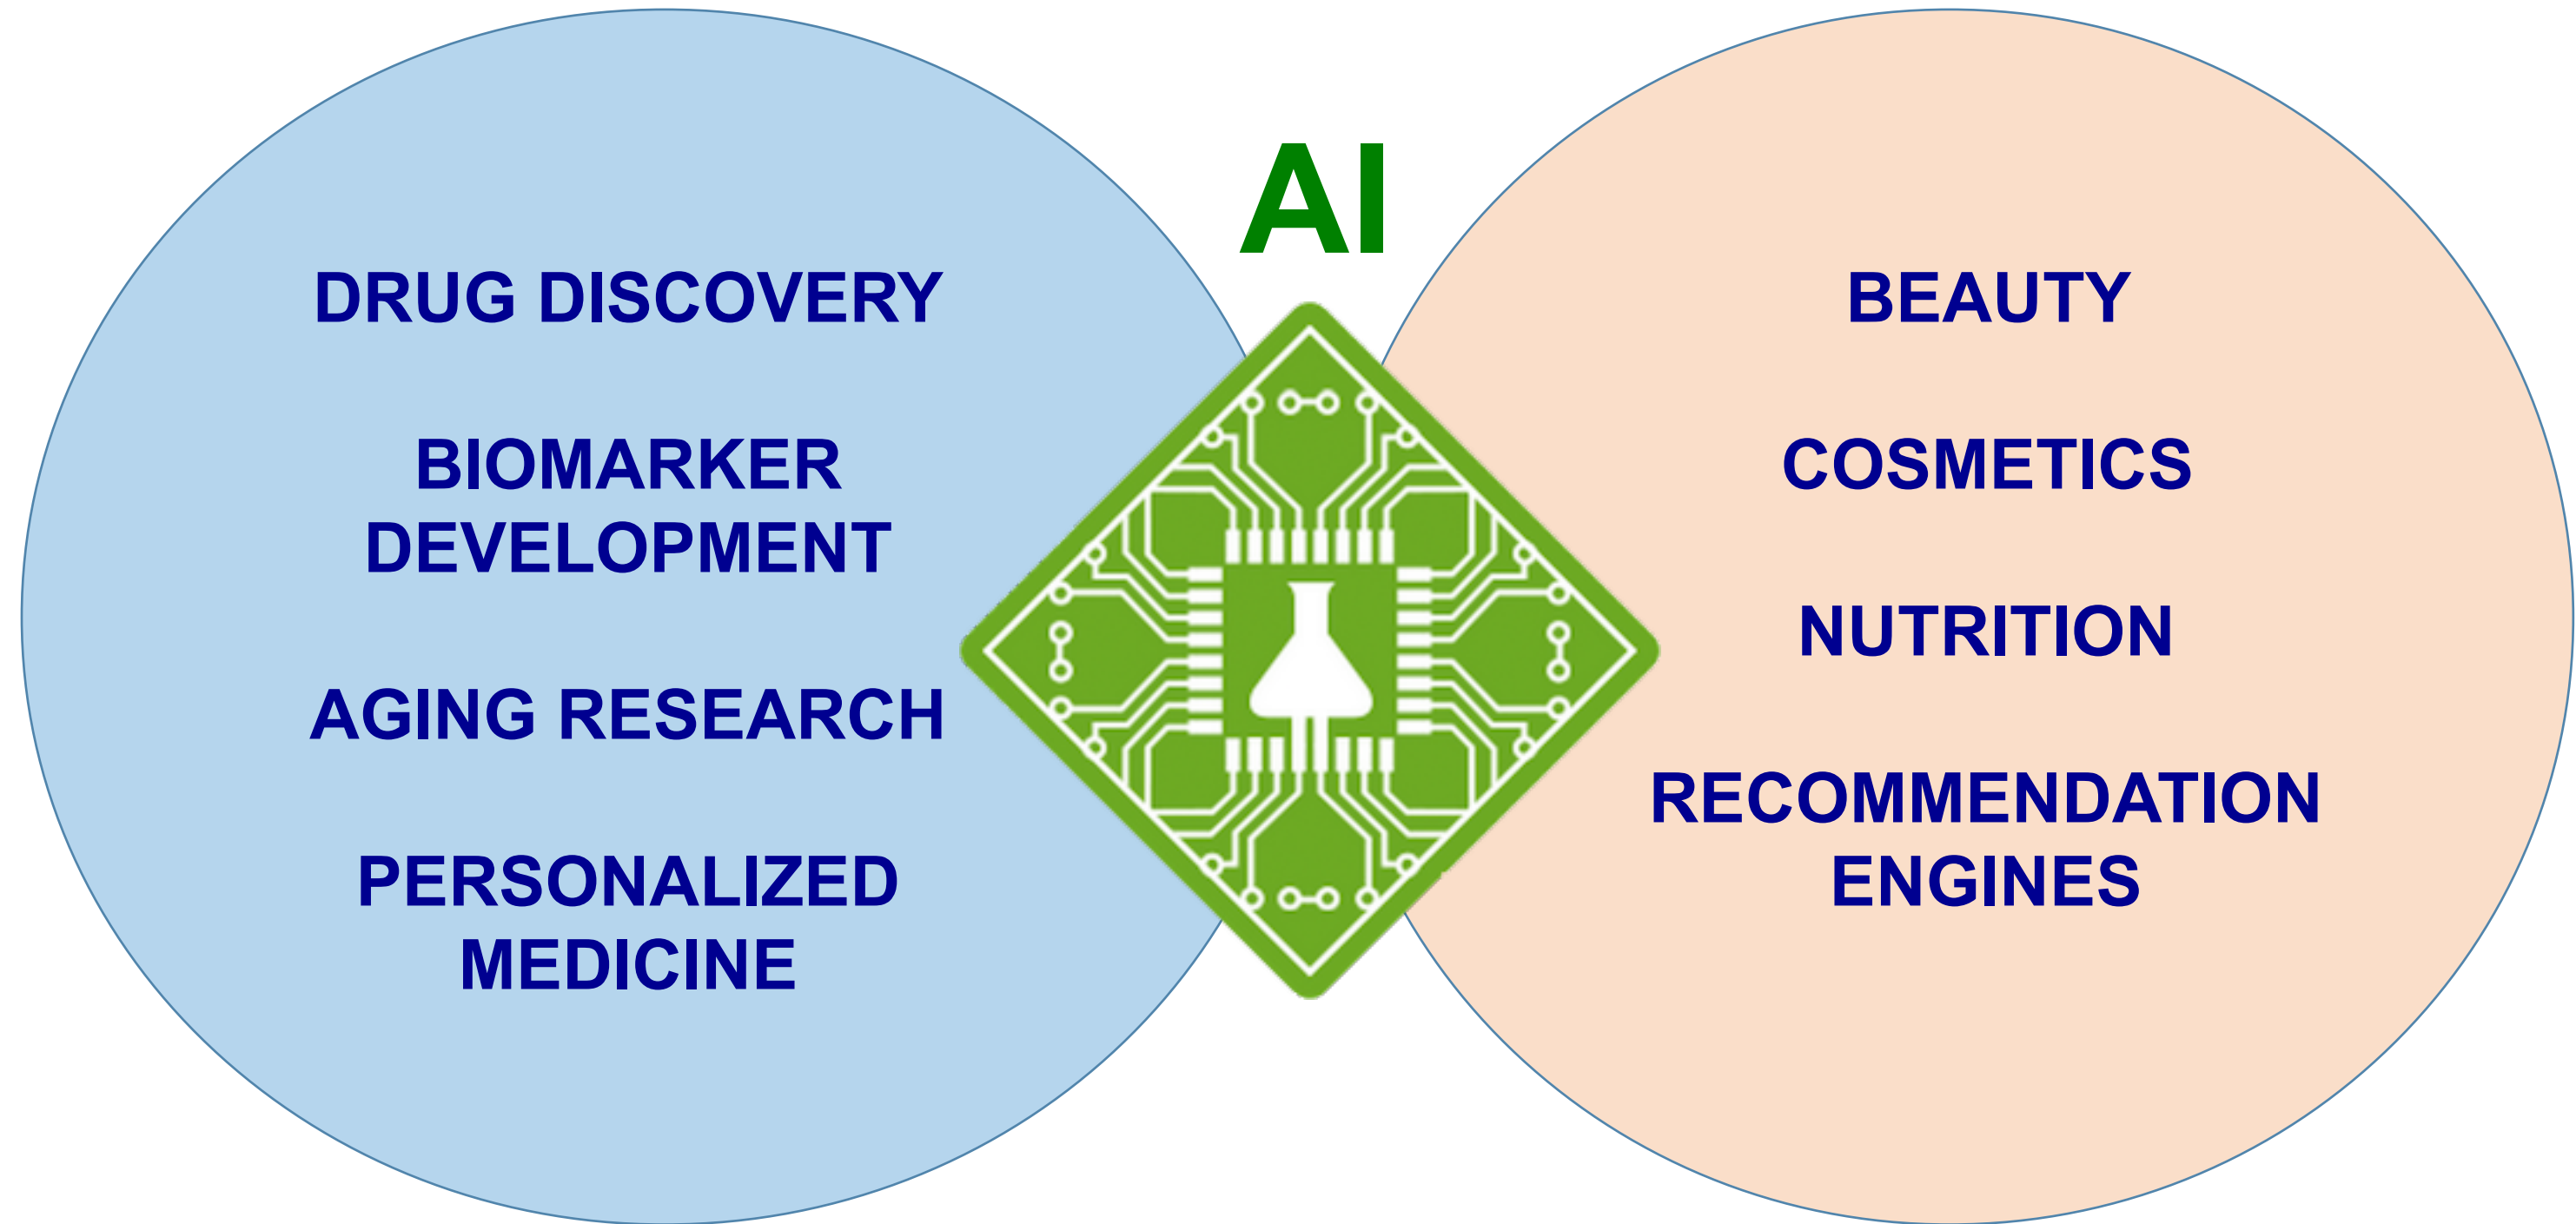 AI
DRUG DISCOVERY
BIOMARKER
DEVELOPMENT
AGING RESEARCH
PERSONALIZED
MEDICINE
BEAUTY
COSMETICS
NUTRITION
RECOMMENDATION
ENGINES